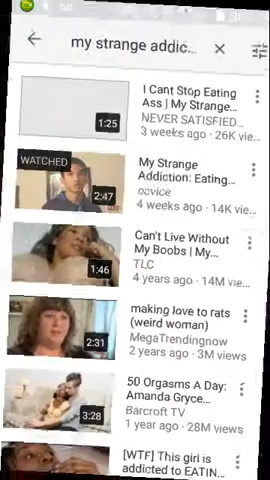 my strange addic...
I Cant Stop Eating
Ass | My Strange...
NEVER SATISFIED...
3 weeks ago · 26K vie...
1:25
WATCHED
My Strange
Addiction: Eating...
ocvice
4 weeks ago · 14K vie...
2:47
Can't Live Without
My Boobs | My...
TLC
4 years ago · 14M vie...
1:46
making love to rats
(weird woman)
MegaTrendingnow
2 years ago · 3M views
2:31
50 Orgasms A Day:
Amanda Gryce...
Barcroft TV
1 year ago · 28M views
3:28
[WTF] This girl is
addicted to EATIN...